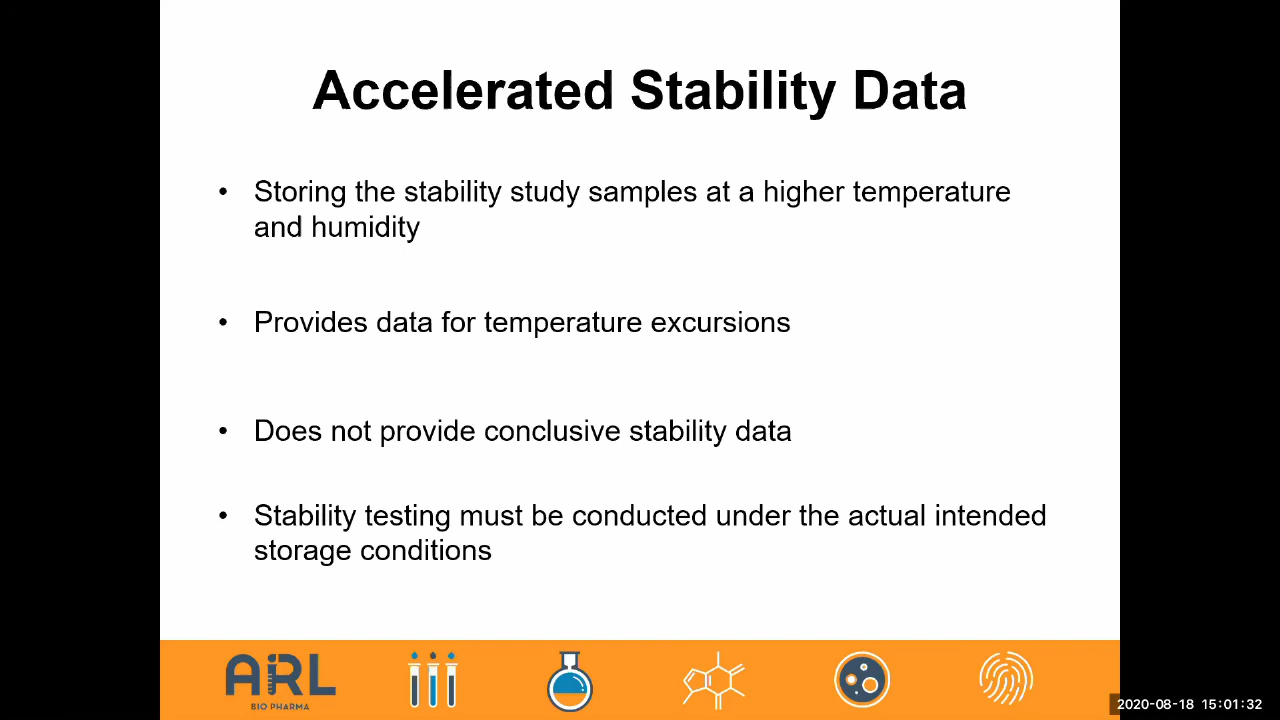 Accelerated Stability Data
• Storing the stability study samples at a higher temperature
and humidity
• Provides data for temperature excursions
• Does not provide conclusive stability data
• Stability testing must be conducted under the actual intended
storage conditions
ARL
BIO PHARMA
2020-08-18 15:01:32